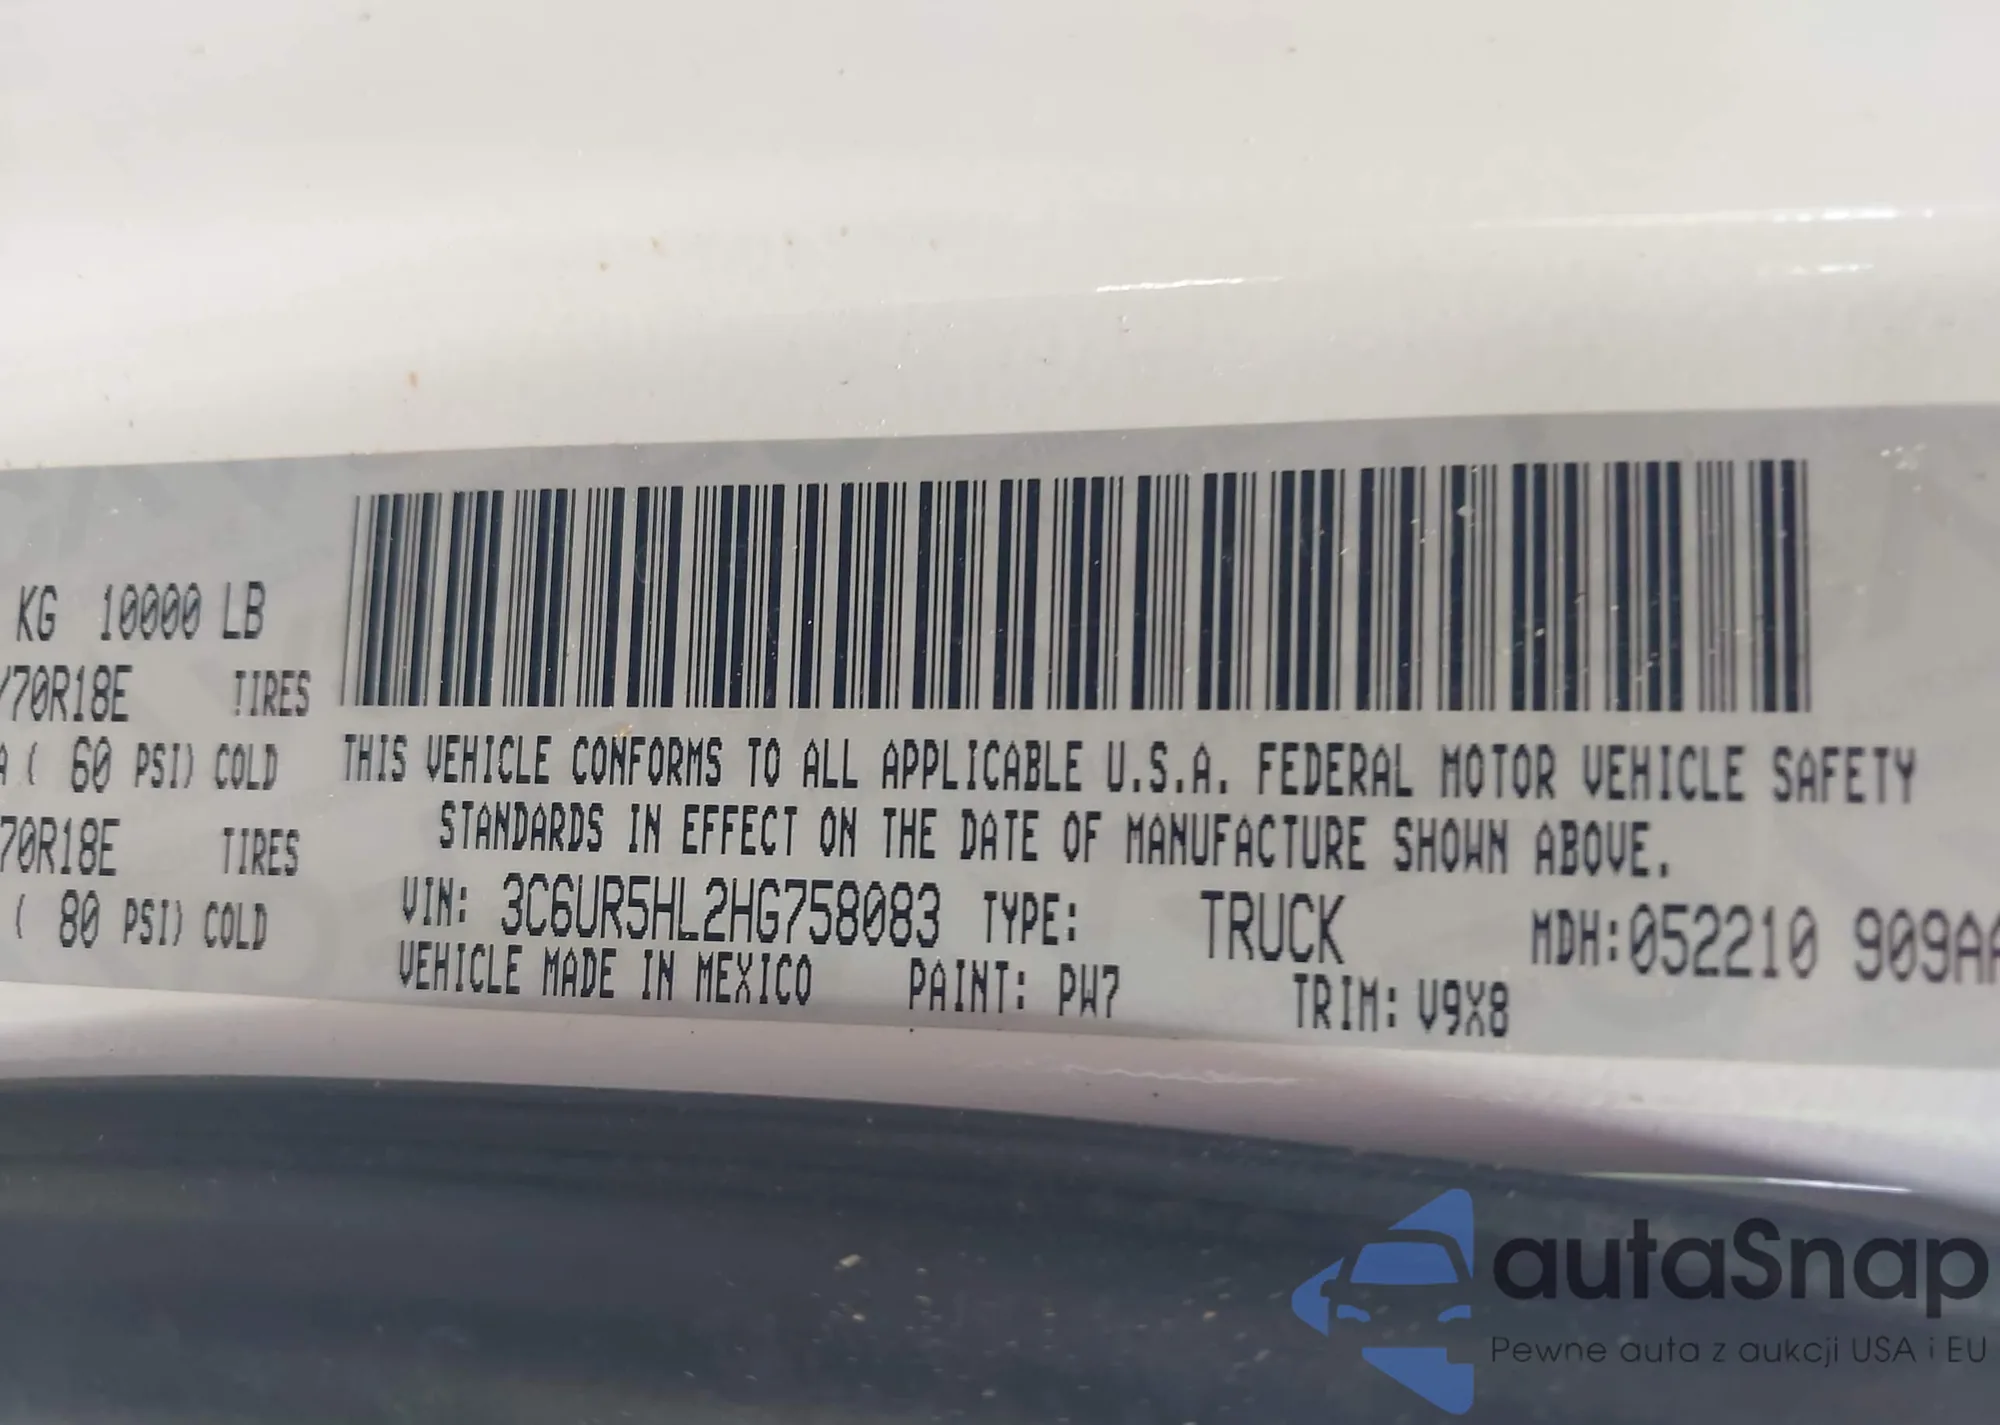 KG 10000 LB
/70R18E TIRES
A ( 60 PSI) COLD
70R18E TIRES
( 80 PSI) COLD
THIS VEHICLE CONFORMS TO ALL APPLICABLE U.S.A. FEDERAL MOTOR VEHICLE SAFETY
STANDARDS IN EFFECT ON THE DATE OF MANUFACTURE SHOWN ABOVE.
VIN: 3C6UR5HL2HG758083 TYPE: TRUCK MDH:052210 909AA
VEHICLE MADE IN MEXICO PAINT: PW7 TRIM: V9X8
autaSnap
Pewne auta z aukcji USA i EU